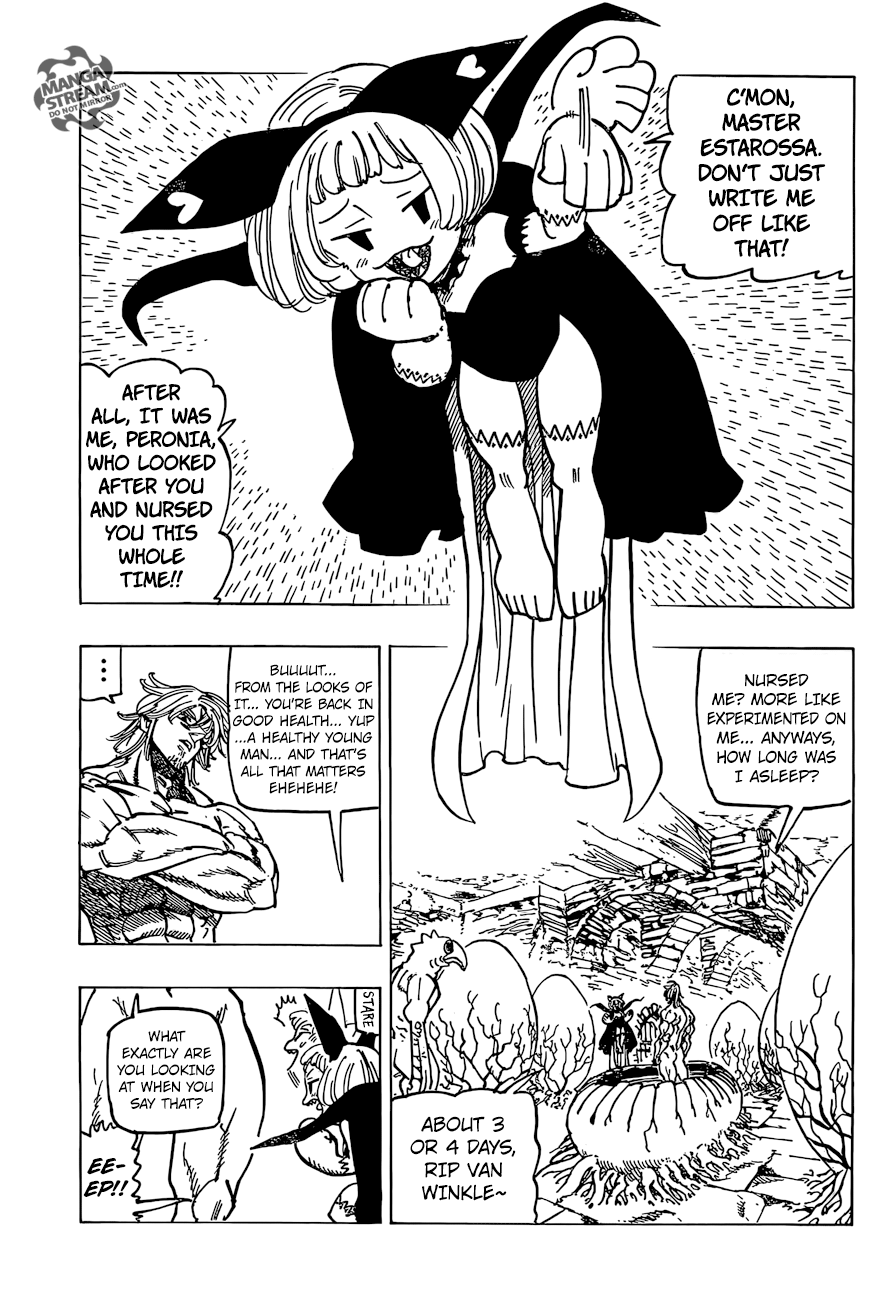 MANGA
STREAM.com
DO NOT MIRROR
C'MON,
MASTER
ESTAROSSA.
DON'T JUST
WRITE ME
OFF LIKE
THAT!
AFTER
ALL, IT WAS
ME, PERONIA,
WHO LOOKED
AFTER YOU
AND NURSED
YOU THIS
WHOLE
TIME!!
NURSED
ME? MORE LIKE
EXPERIMENTED ON
ME... ANYWAYS,
HOW LONG WAS
I ASLEEP?
ABOUT 3
OR 4 DAYS,
RIP VAN
WINKLE~
BUUUUT...
FROM THE LOOKS OF
IT... YOU'RE BACK IN
GOOD HEALTH... YUP
...A HEALTHY YOUNG
MAN... AND THAT'S
ALL THAT MATTERS
EHEHEHE!
...
STARE
WHAT
EXACTLY ARE
YOU LOOKING
AT WHEN YOU
SAY THAT?
EE-
EP!!